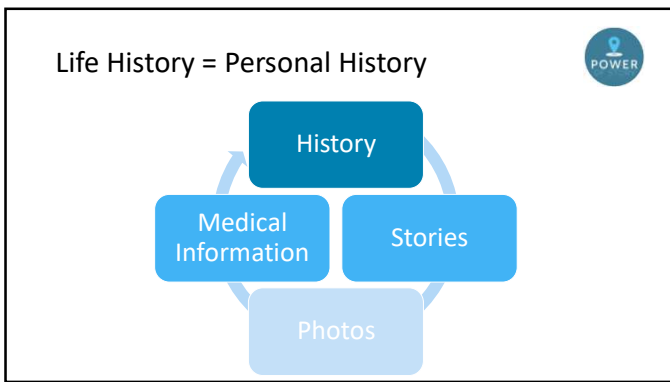 Life History = Personal History
POWER
History
Medical
Information
Stories
Photos